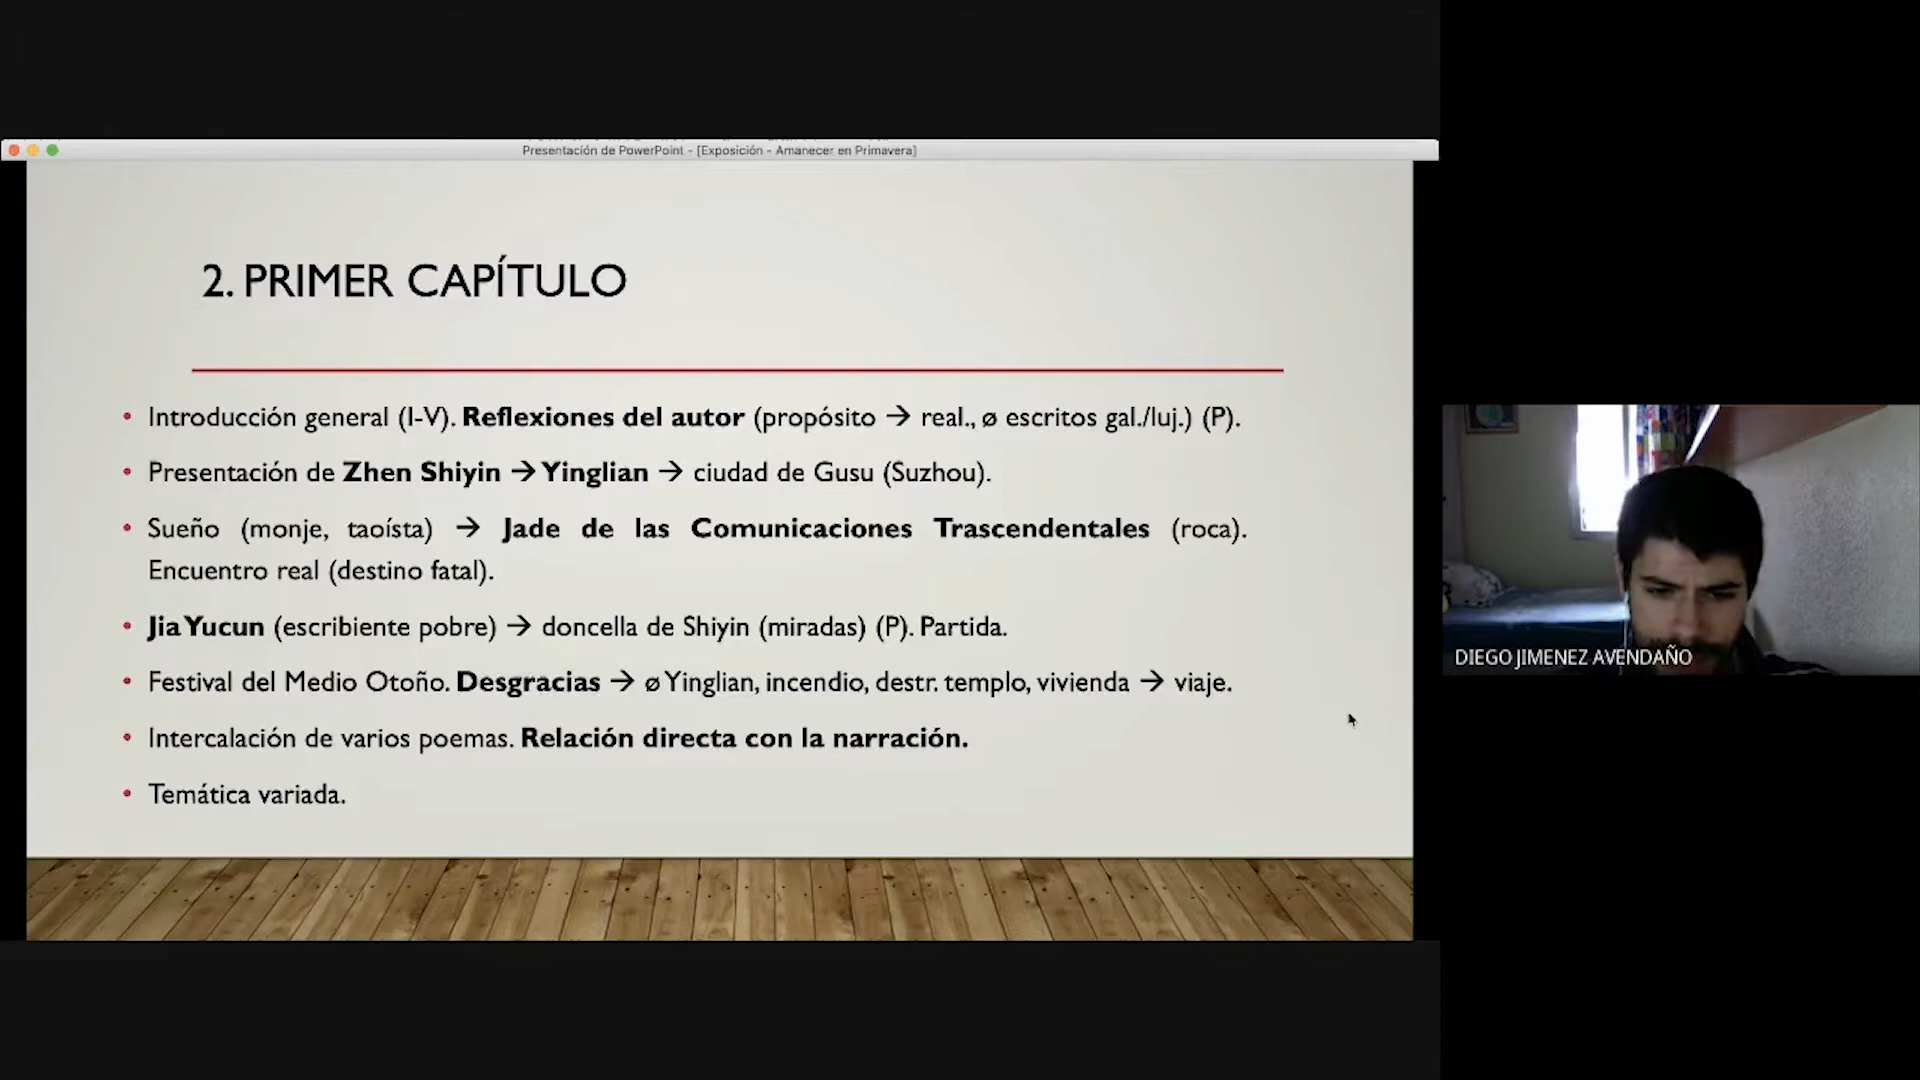 Presentación de PowerPoint - [Exposición - Amanecer en Primavera]
2. PRIMER CAPÍTULO
• Introducción general (I-V). Reflexiones del autor (propósito → real., ø escritos gal./luj.) (P).
• Presentación de Zhen Shiyin → Yinglian → ciudad de Gusu (Suzhou).
• Sueño (monje, taoísta) → Jade de las Comunicaciones Trascendentales (roca).
Encuentro real (destino fatal).
• Jia Yucun (escribiente pobre) → doncella de Shiyin (miradas) (P). Partida.
• Festival del Medio Otoño. Desgracias → ø Yinglian, incendio, destr. templo, vivienda → viaje.
• Intercalación de varios poemas. Relación directa con la narración.
• Temática variada.
DIEGO JIMENEZ AVENDAÑO